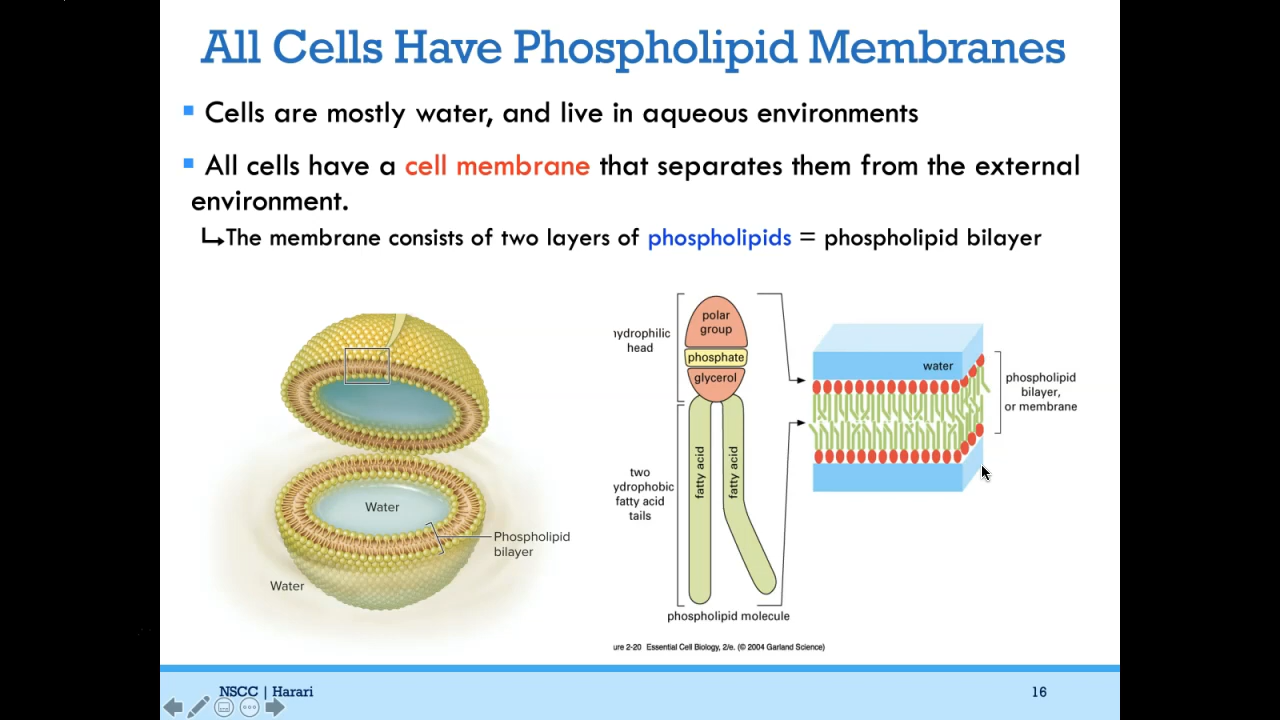 All Cells Have Phospholipid Membranes
Cells are mostly water, and live in aqueous environments
All cells have a cell membrane that separates them from the external
environment.
The membrane consists of two layers of phospholipids = phospholipid bilayer
Water
Phospholipid
bilayer
Water
ydrophilic
head
polar
group
phosphate
glycerol
two
ydrophobic
fatty acid
tails
fatty acid
fatty acid
phospholipid molecule
water
phospholipid
bilayer,
or membrane
ure 2-20 Essential Cell Biology, 2/e. (© 2004 Garland Science)
NSCC | Harari
16